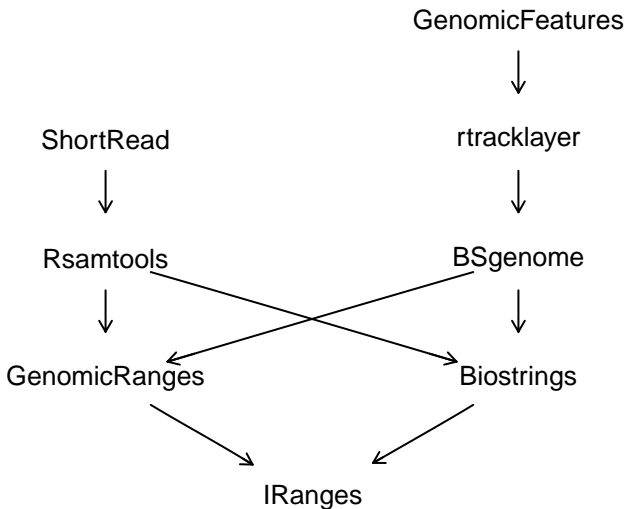 GenomicFeatures
ShortRead
rtracklayer
Rsamtools
BSgenome
GenomicRanges
Biostrings
IRanges